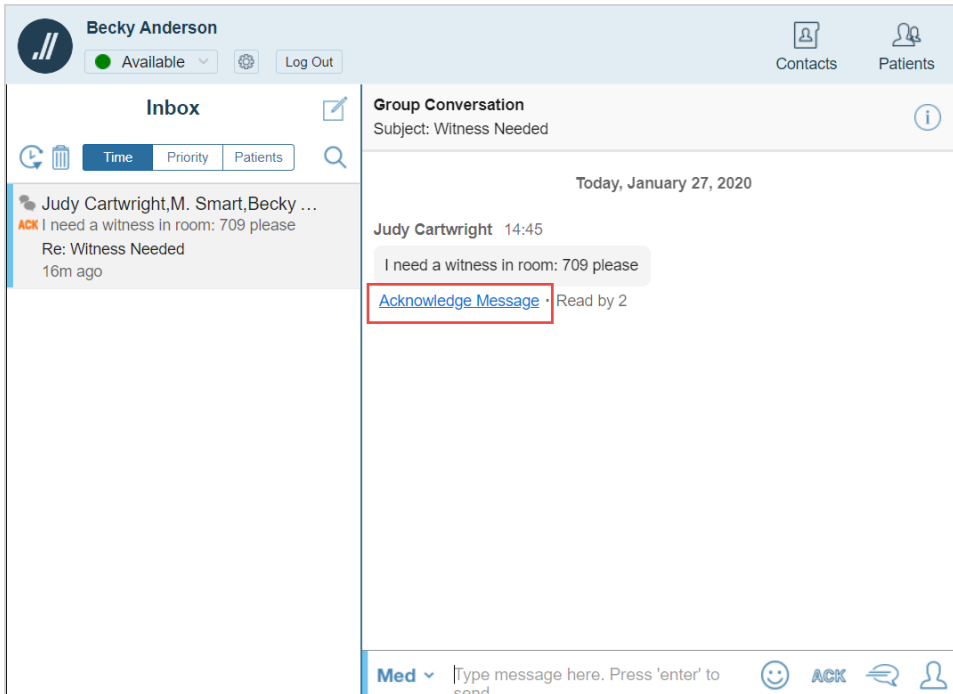 Becky Anderson
Available
Log Out
Contacts
Patients
Inbox
Time
Priority
Patients
Judy Cartwright,M. Smart,Becky ...
ACK I need a witness in room: 709 please
Re: Witness Needed
16m ago
Group Conversation
Subject: Witness Needed
Today, January 27, 2020
Judy Cartwright 14:45
I need a witness in room: 709 please
Acknowledge Message · Read by 2
Med
Type message here. Press 'enter' to
send
ACK